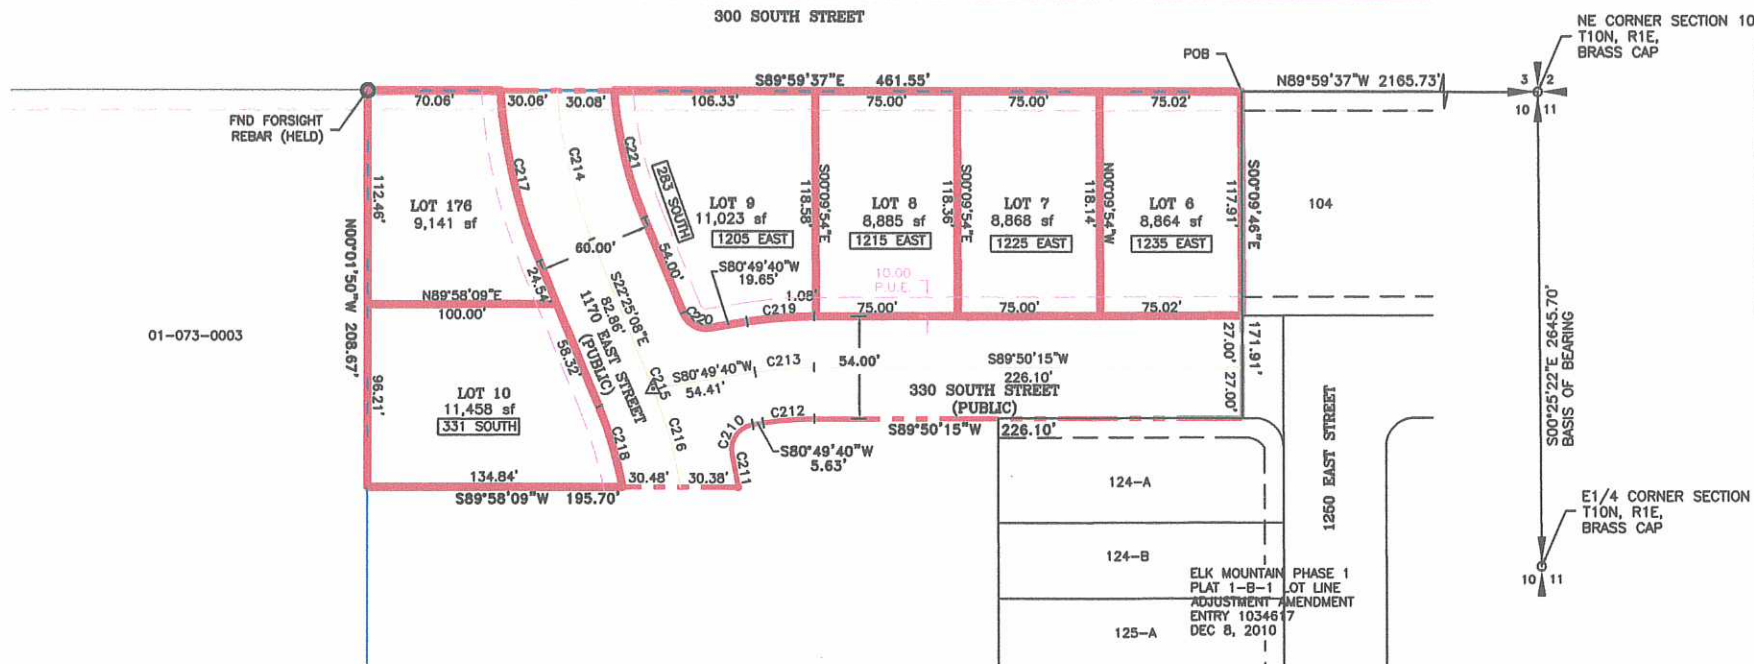 300 SOUTH STREET
NE CORNER SECTION 10
T10N, R1E,
BRASS CAP
POB
S89°59'37"E 461.55'
N89°59'37"W 2165.73'
3 2
10 11
70.06'
30.06'
30.08'
106.33'
75.00'
75.00'
75.02'
FND FORSIGHT
REBAR (HELD)
C217
C214
C221
283 SOUTH
112.46'
N00°01'50"W 208.67'
LOT 176
9,141 sf
LOT 9
11,023 sf
1205 EAST
S00°09'54"E
118.58'
LOT 8
8,885 sf
1215 EAST
S00°09'54"E
118.36'
LOT 7
8,868 sf
1225 EAST
N00°09'54"W
118.14'
LOT 6
8,864 sf
1235 EAST
117.91'
S00°09'46"E
104
60.00'
54.00'
S80°49'40"W
19.65'
10.00
P.U.E.
24.54'
S22°25'08"E
82.86'
1170 EAST STREET
(PUBLIC)
N89°58'09"E
100.00'
C220
C219
1.08'
75.00'
75.00'
75.02'
01-073-0003
58.32'
C215
S80°49'40"W
54.41'
C213
54.00'
S89°50'15"W
226.10'
330 SOUTH STREET
(PUBLIC)
27.00' 27.00'
171.91'
S00°25'22"E 2645.70'
BASIS OF BEARING
96.21'
LOT 10
11,458 sf
331 SOUTH
C218
C216
C210
C212
C211
S80°49'40"W
5.63'
S89°50'15"W 226.10'
134.84'
S89°58'09"W 195.70'
30.48'
30.38'
1250 EAST STREET
124-A
124-B
125-A
E1/4 CORNER SECTION
T10N, R1E,
BRASS CAP
10 11
ELK MOUNTAIN PHASE 1
PLAT 1-B-1 LOT LINE
ADJUSTMENT AMENDMENT
ENTRY 1034617
DEC 8, 2010